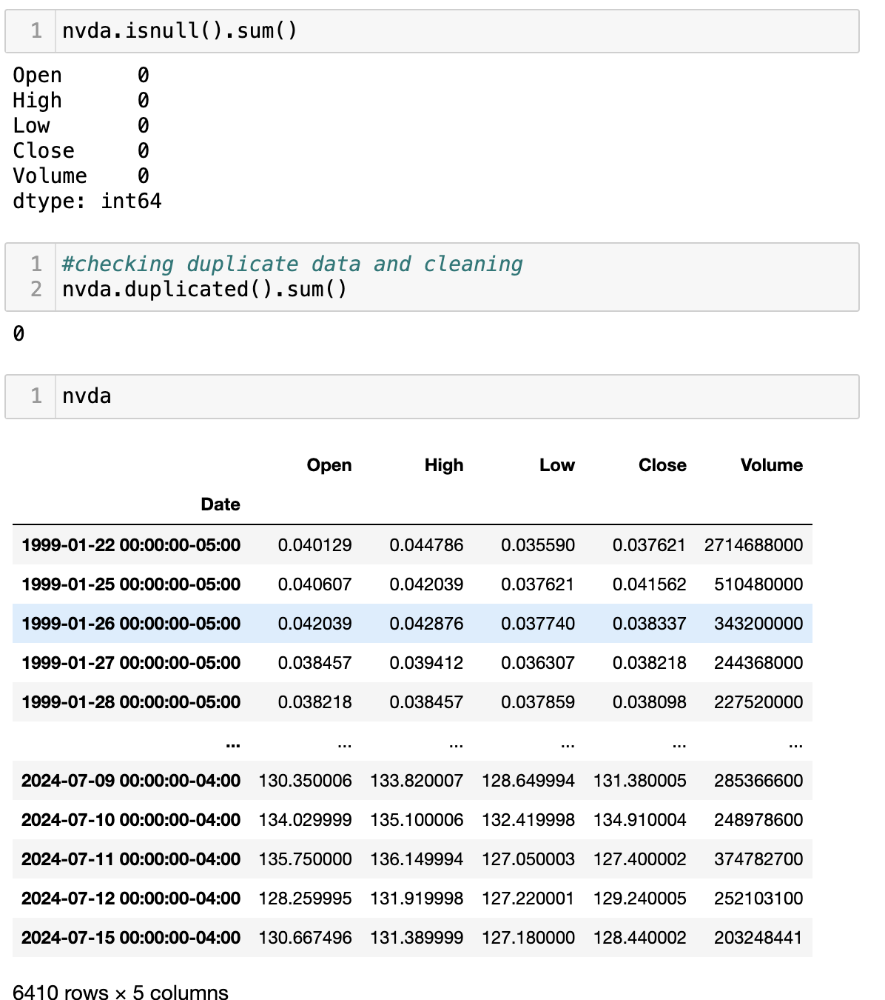 1 nvda.isnull().sum()
Open 0
High 0
Low 0
Close 0
Volume 0
dtype: int64
1 #checking duplicate data and cleaning
2 nvda.duplicated().sum()
0
1 nvda
Open High Low Close Volume
Date
1999-01-22 00:00:00-05:00 0.040129 0.044786 0.035590 0.037621 2714688000
1999-01-25 00:00:00-05:00 0.040607 0.042039 0.037621 0.041562 510480000
1999-01-26 00:00:00-05:00 0.042039 0.042876 0.037740 0.038337 343200000
1999-01-27 00:00:00-05:00 0.038457 0.039412 0.036307 0.038218 244368000
1999-01-28 00:00:00-05:00 0.038218 0.038457 0.037859 0.038098 227520000
... ... ... ... ... ...
2024-07-09 00:00:00-04:00 130.350006 133.820007 128.649994 131.380005 285366600
2024-07-10 00:00:00-04:00 134.029999 135.100006 132.419998 134.910004 248978600
2024-07-11 00:00:00-04:00 135.750000 136.149994 127.050003 127.400002 374782700
2024-07-12 00:00:00-04:00 128.259995 131.919998 127.220001 129.240005 252103100
2024-07-15 00:00:00-04:00 130.667496 131.389999 127.180000 128.440002 203248441
6410 rows × 5 columns